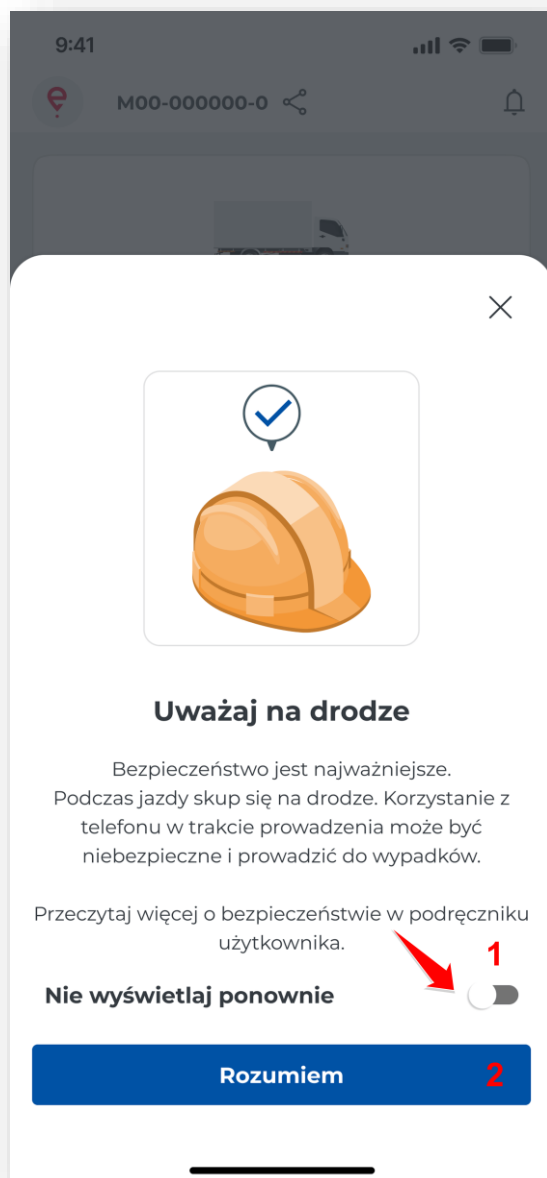 9:41
M00-000000-0
Uważaj na drodze
Bezpieczeństwo jest najważniejsze.
Podczas jazdy skup się na drodze. Korzystanie z
telefonu w trakcie prowadzenia może być
niebezpieczne i prowadzić do wypadków.
Przeczytaj więcej o bezpieczeństwie w podręczniku
użytkownika.
1
Nie wyświetlaj ponownie
Rozumiem 2